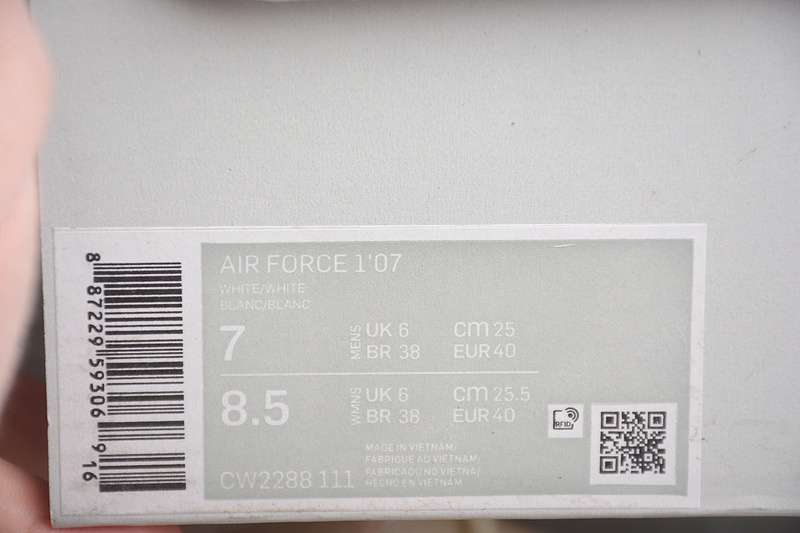 8 87229 59306 9 16
AIR FORCE 1'07
WHITE/WHITE
BLANC/BLANC
7 MENS UK 6 CM 25
BR 38 EUR 40
8.5 WMNS UK 6 CM 25.5
BR 38 EUR 40
CW2288 111
MADE IN VIETNAM/
FABRIQUE AU VIETNAM/
FABRICADO NO VIETNA/
HECHO EN VIETNAM
RFID